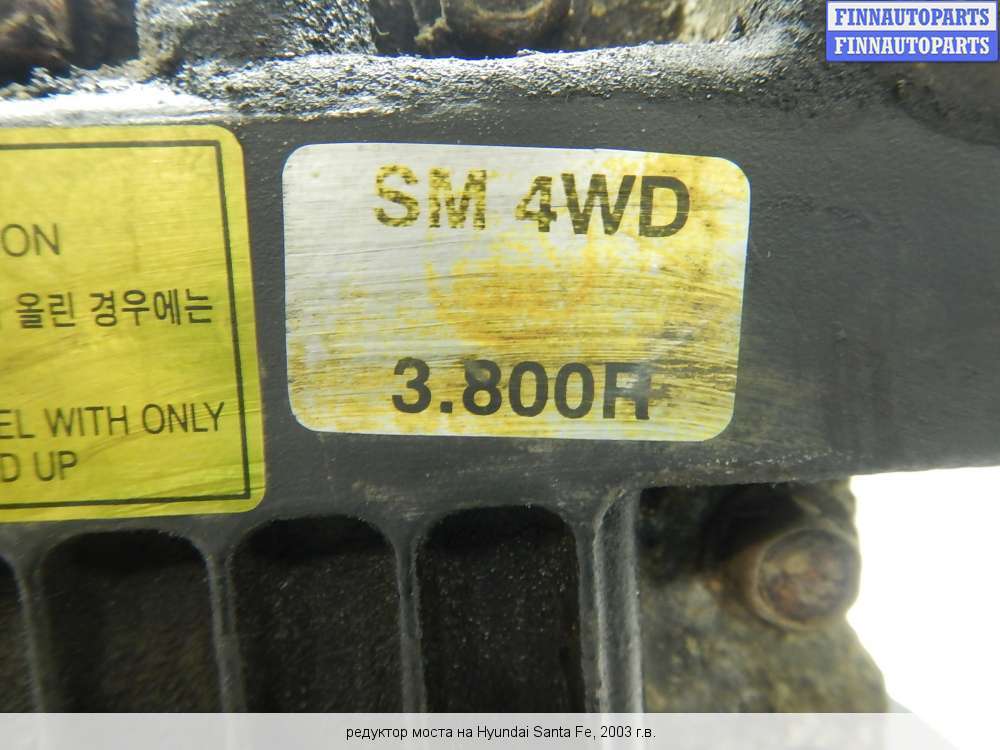 FINNAUTOPARTS
FINNAUTOPARTS
SM 4WD
3.800R
ON
올린 경우에는
EL WITH ONLY
D UP
редуктор моста на Hyundai Santa Fe, 2003 г.в.